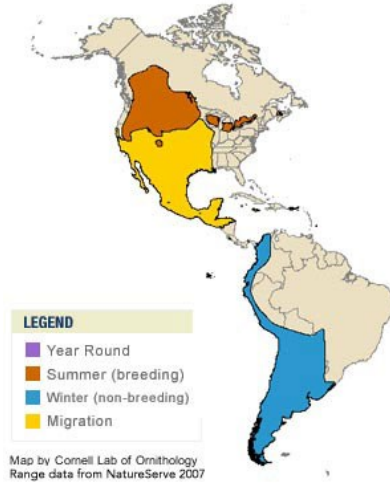 LEGEND
Year Round
Summer (breeding)
Winter (non-breeding)
Migration
Map by Cornell Lab of Ornithology
Range data from NatureServe 2007